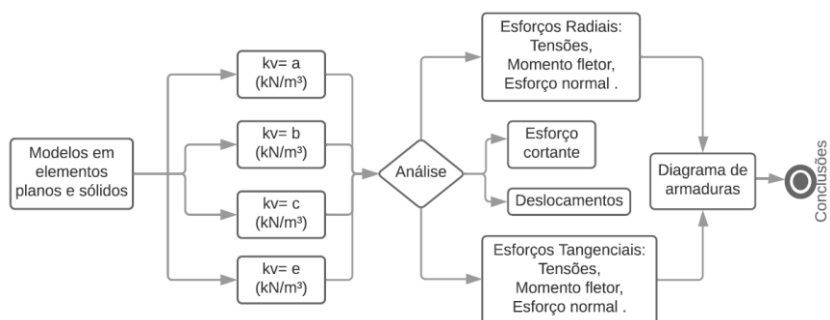 Modelos em
elementos
planos e sólidos
kv= a
(kN/m³)
kv= b
(kN/m³)
kv= c
(kN/m³)
kv= e
(kN/m³)
Análise
Esforços Radiais:
Tensões,
Momento fletor,
Esforço normal .
Esforço
cortante
Deslocamentos
Esforços Tangenciais:
Tensões,
Momento fletor,
Esforço normal .
Diagrama de
armaduras
Conclusões